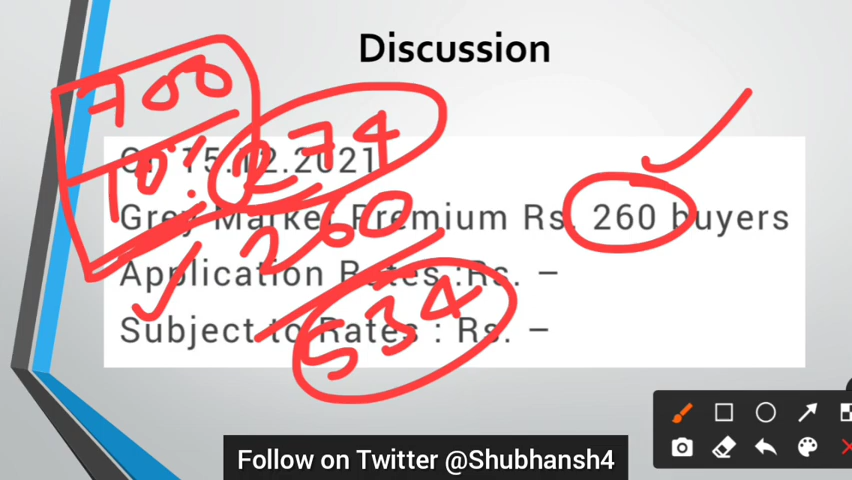 Discussion
700
10%
274
On 15.12.2021
Grey Market Premium Rs. 260 buyers
260
Application Rates :Rs. –
534
Subject to Rates : Rs. –
Follow on Twitter @Shubhansh4